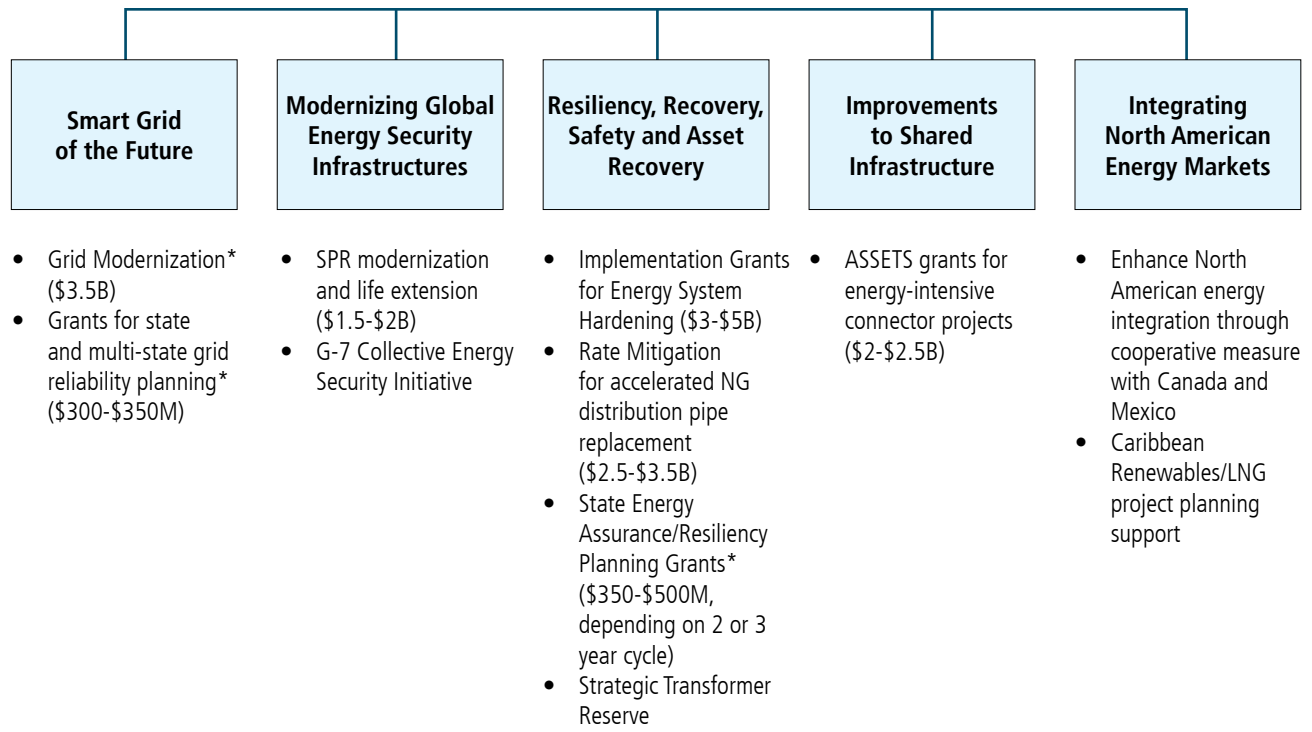 Smart Grid
of the Future
Modernizing Global
Energy Security
Infrastructures
Resiliency, Recovery,
Safety and Asset
Recovery
Improvements
to Shared
Infrastructure
Integrating
North American
Energy Markets
• Grid Modernization*
($3.5B)
• Grants for state
and multi-state grid
reliability planning*
($300-$350M)
• SPR modernization
and life extension
($1.5-$2B)
• G-7 Collective Energy
Security Initiative
• Implementation Grants
for Energy System
Hardening ($3-$5B)
• Rate Mitigation
for accelerated NG
distribution pipe
replacement
($2.5-$3.5B)
• State Energy
Assurance/Resiliency
Planning Grants*
($350-$500M,
depending on 2 or 3
year cycle)
• Strategic Transformer
Reserve
• ASSETS grants for
energy-intensive
connector projects
($2-$2.5B)
• Enhance North
American energy
integration through
cooperative measure
with Canada and
Mexico
• Caribbean
Renewables/LNG
project planning
support